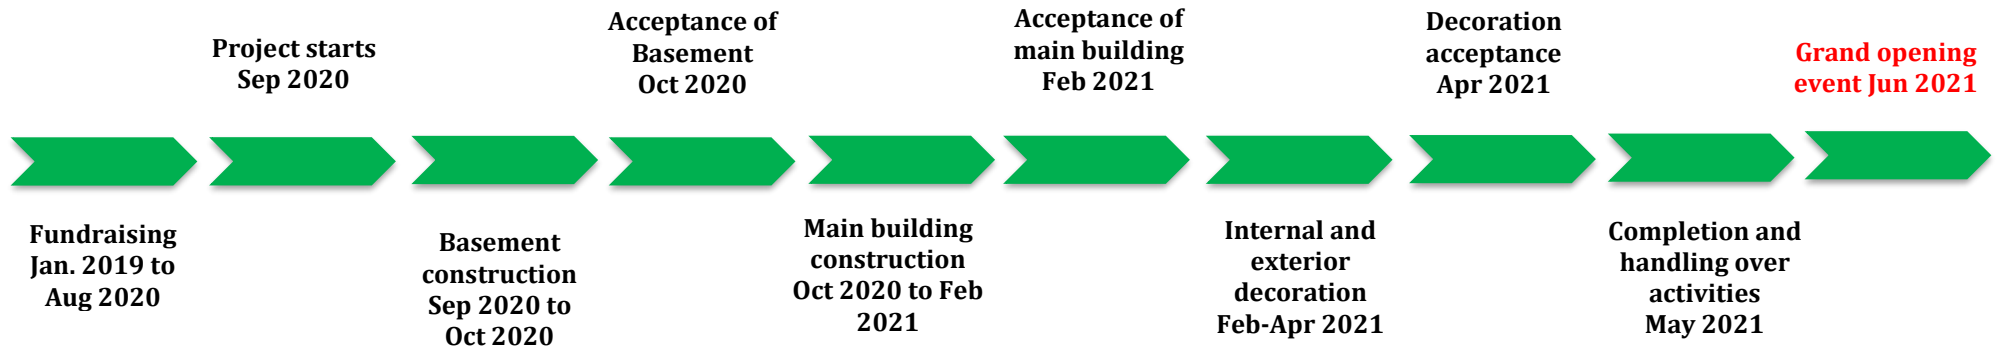 Fundraising
Jan. 2019 to
Aug 2020
Project starts
Sep 2020
Basement
construction
Sep 2020 to
Oct 2020
Acceptance of
Basement
Oct 2020
Main building
construction
Oct 2020 to Feb
2021
Acceptance of
main building
Feb 2021
Internal and
exterior
decoration
Feb-Apr 2021
Decoration
acceptance
Apr 2021
Completion and
handling over
activities
May 2021
Grand opening
event Jun 2021